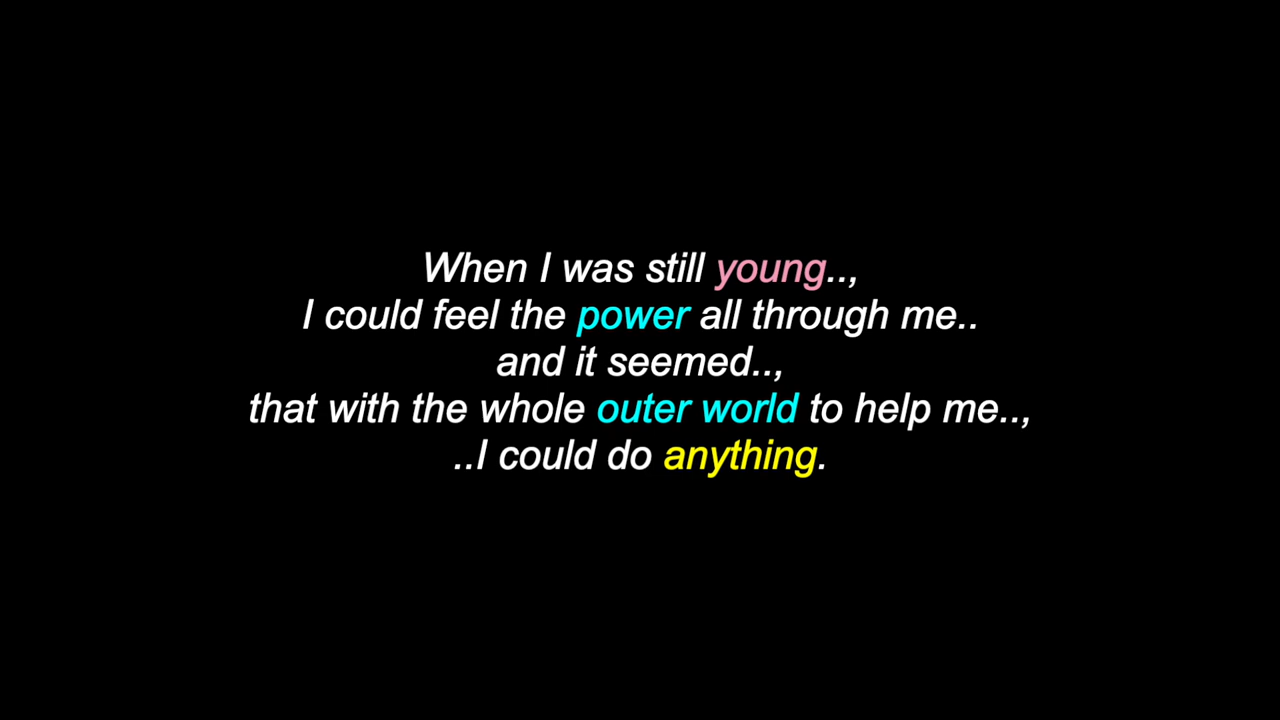 When I was still young..,
I could feel the power all through me..
and it seemed..,
that with the whole outer world to help me..,
..I could do anything.